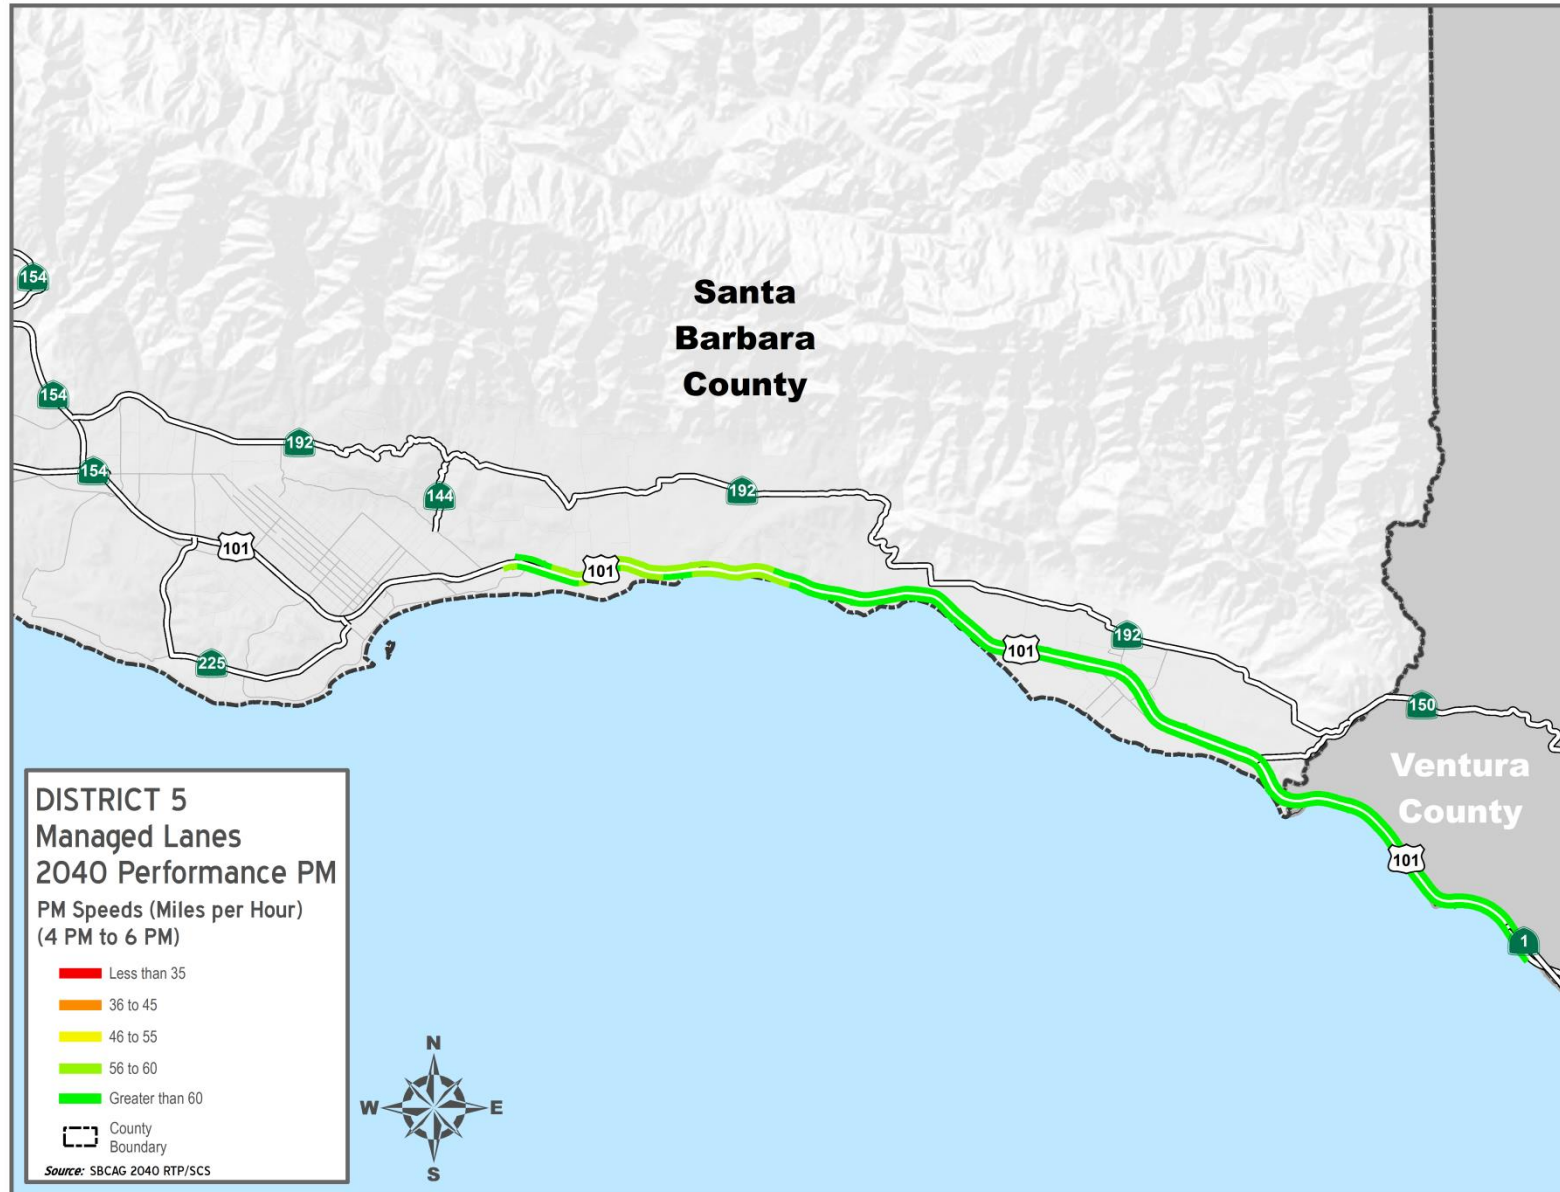 Santa
Barbara
County
154
154
192
154
144
192
101
101
225
192
101
150
Ventura
County
101
1
DISTRICT 5
Managed Lanes
2040 Performance PM
PM Speeds (Miles per Hour)
(4 PM to 6 PM)
Less than 35
36 to 45
46 to 55
56 to 60
Greater than 60
County
Boundary
Source: SBCAG 2040 RTP/SCS
N
W
E
S